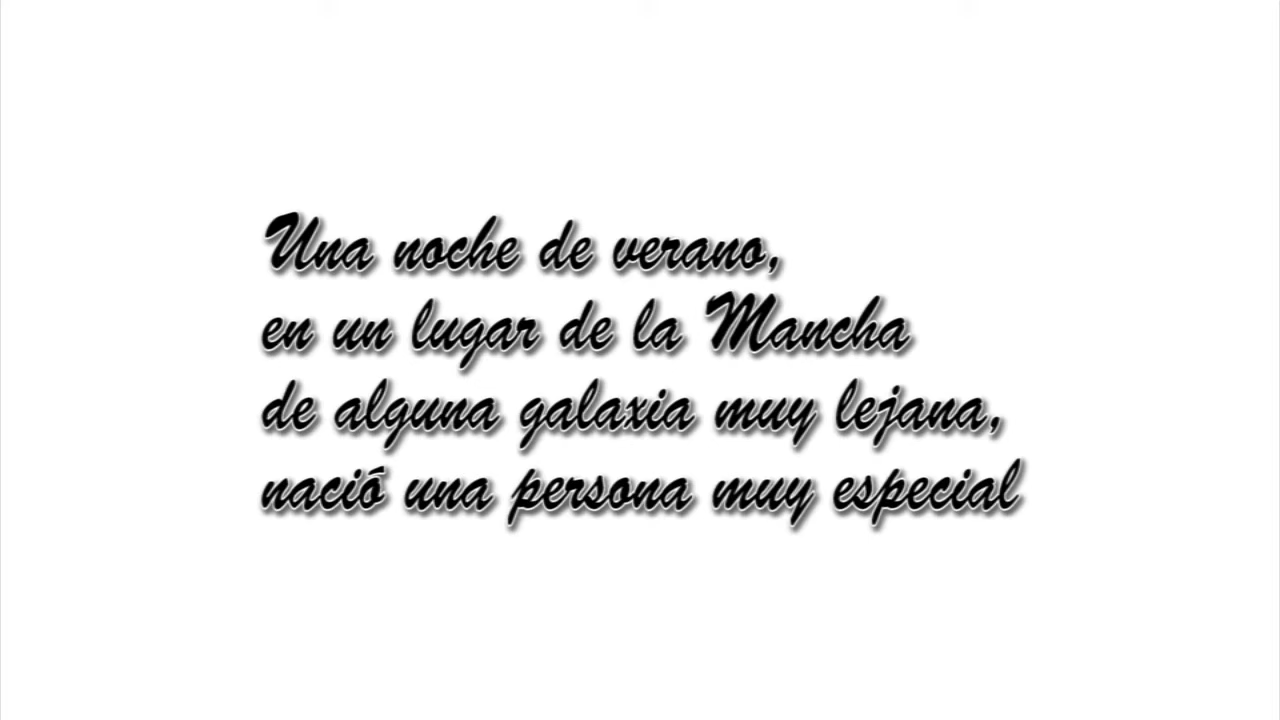 Una noche de verano,
en un lugar de la Mancha
de alguna galaxia muy lejana,
nació una persona muy especial